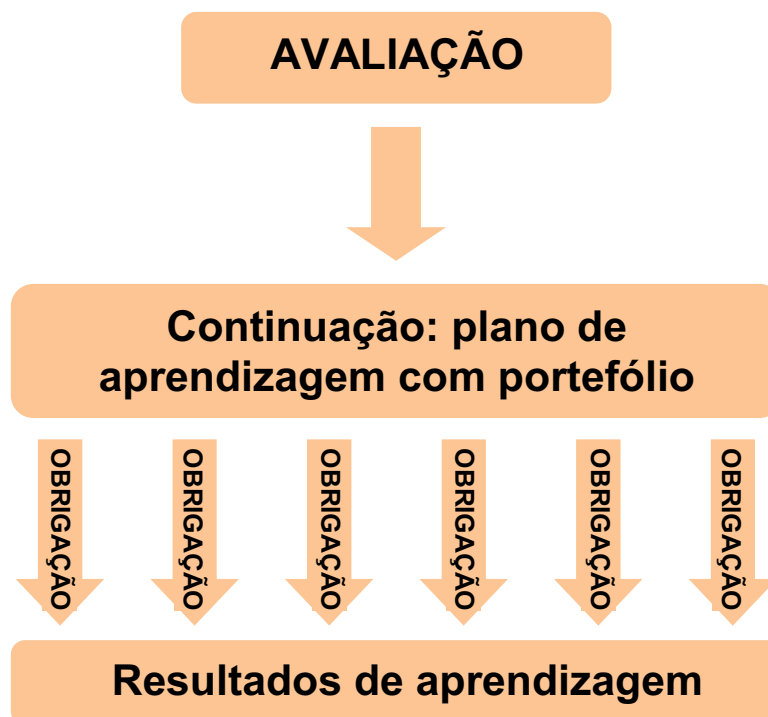 AVALIAÇÃO
Continuação: plano de
aprendizagem com portefólio
OBRIGAÇÃO
OBRIGAÇÃO
OBRIGAÇÃO
OBRIGAÇÃO
OBRIGAÇÃO
OBRIGAÇÃO
Resultados de aprendizagem